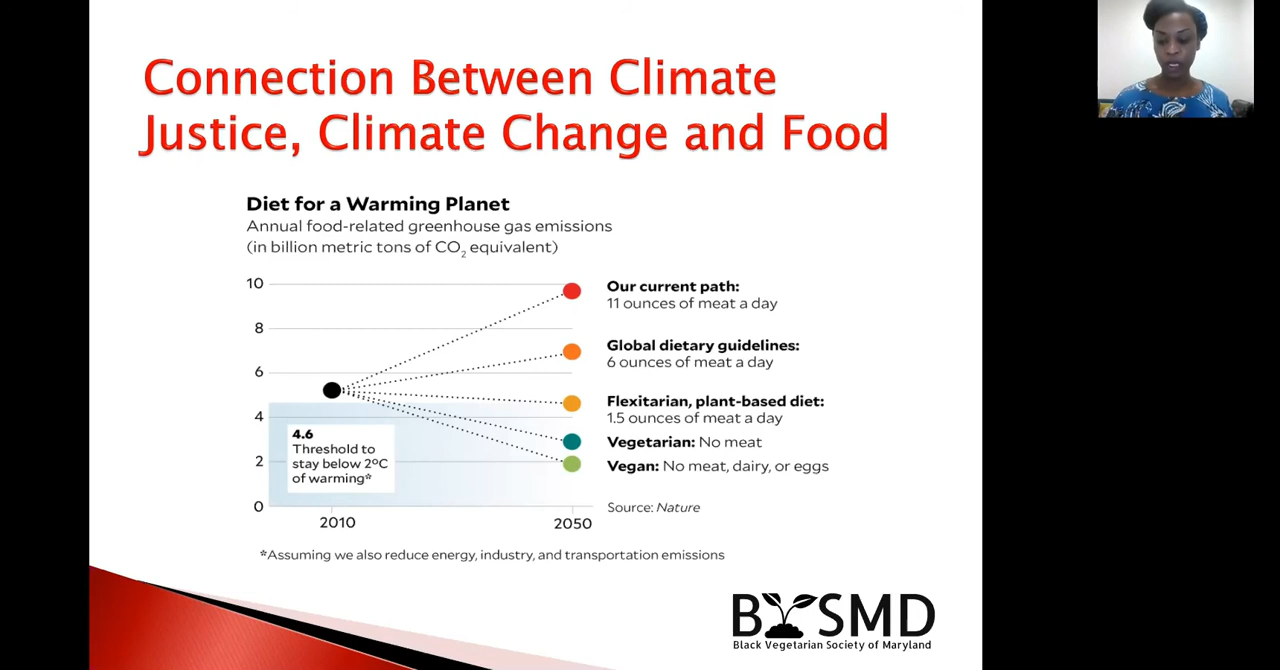 Connection Between Climate
Justice, Climate Change and Food
Diet for a Warming Planet
Annual food-related greenhouse gas emissions
(in billion metric tons of CO₂ equivalent)
10
8
6
4
2
0
4.6
Threshold to
stay below 2ºC
of warming*
2010
2050
Our current path:
11 ounces of meat a day
Global dietary guidelines:
6 ounces of meat a day
Flexitarian, plant-based diet:
1.5 ounces of meat a day
Vegetarian: No meat
Vegan: No meat, dairy, or eggs
Source: Nature
*Assuming we also reduce energy, industry, and transportation emissions
BVSMD
Black Vegetarian Society of Maryland